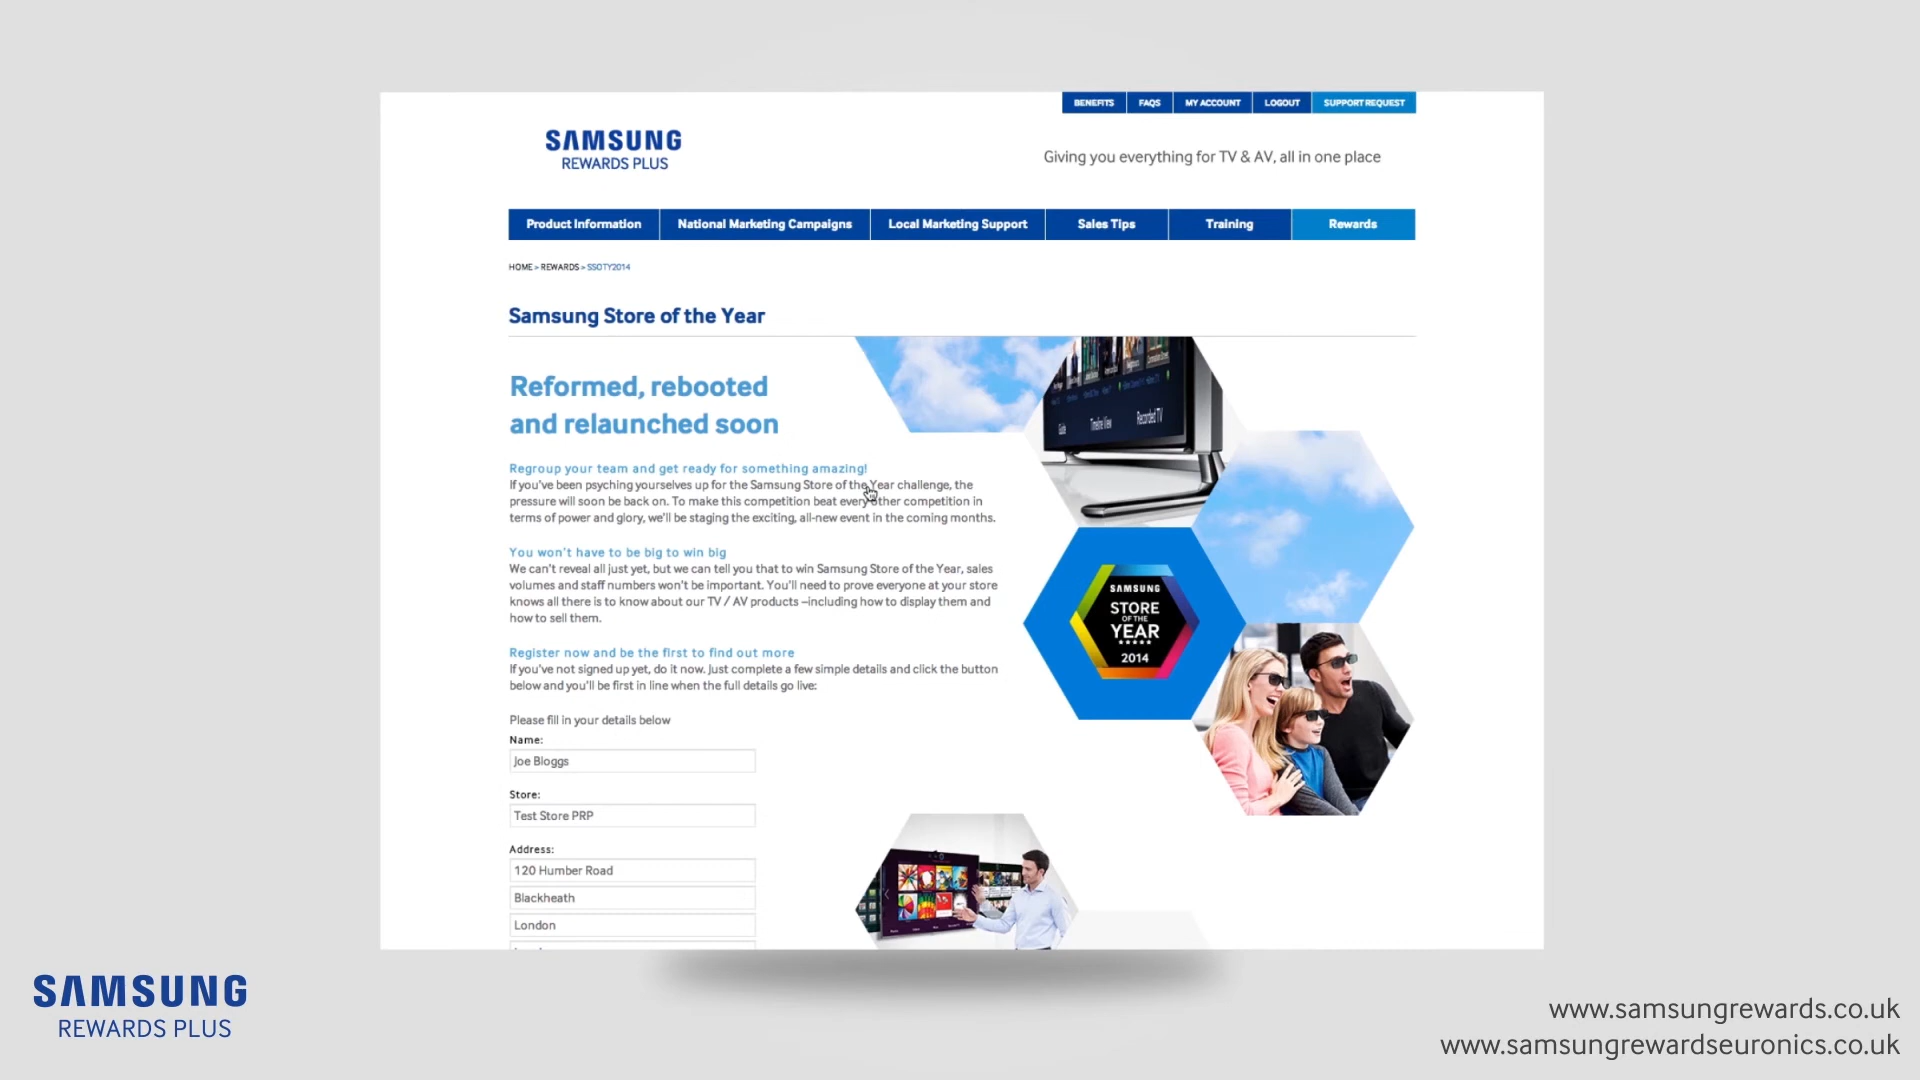 BENEFITS FAQS MY ACCOUNT LOGOUT SUPPORT REQUEST
SAMSUNG
REWARDS PLUS
Giving you everything for TV & AV, all in one place
Product Information National Marketing Campaigns Local Marketing Support Sales Tips Training Rewards
HOME > REWARDS > SSOTY2014
Samsung Store of the Year
Reformed, rebooted
and relaunched soon
Regroup your team and get ready for something amazing!
If you've been psyching yourselves up for the Samsung Store of the Year challenge, the
pressure will soon be back on. To make this competition beat every other competition in
terms of power and glory, we'll be staging the exciting, all-new event in the coming months.
You won't have to be big to win big
We can't reveal all just yet, but we can tell you that to win Samsung Store of the Year, sales
volumes and staff numbers won't be important. You'll need to prove everyone at your store
knows all there is to know about our TV / AV products –including how to display them and
how to sell them.
Register now and be the first to find out more
If you've not signed up yet, do it now. Just complete a few simple details and click the button
below and you'll be first in line when the full details go live:
Please fill in your details below
Name:
Joe Bloggs
Store:
Test Store PRP
Address:
120 Humber Road
Blackheath
London
Guide Timeline View Recorded TV
SAMSUNG
STORE
OF THE
YEAR
2014
SAMSUNG
REWARDS PLUS
www.samsungrewards.co.uk
www.samsungrewardseuronics.co.uk